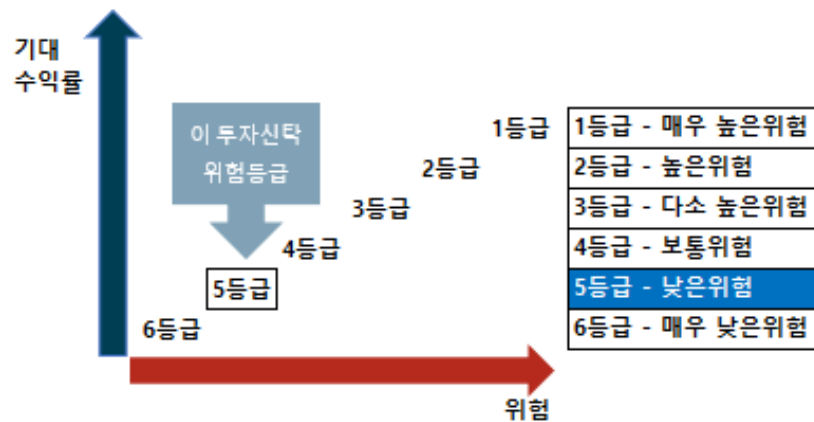 기대
수익률
이 투자신탁
위험등급
1등급
2등급
3등급
4등급
5등급
6등급
위험
1등급 - 매우 높은위험
2등급 - 높은위험
3등급 - 다소 높은위험
4등급 - 보통위험
5등급 - 낮은위험
6등급 - 매우 낮은위험